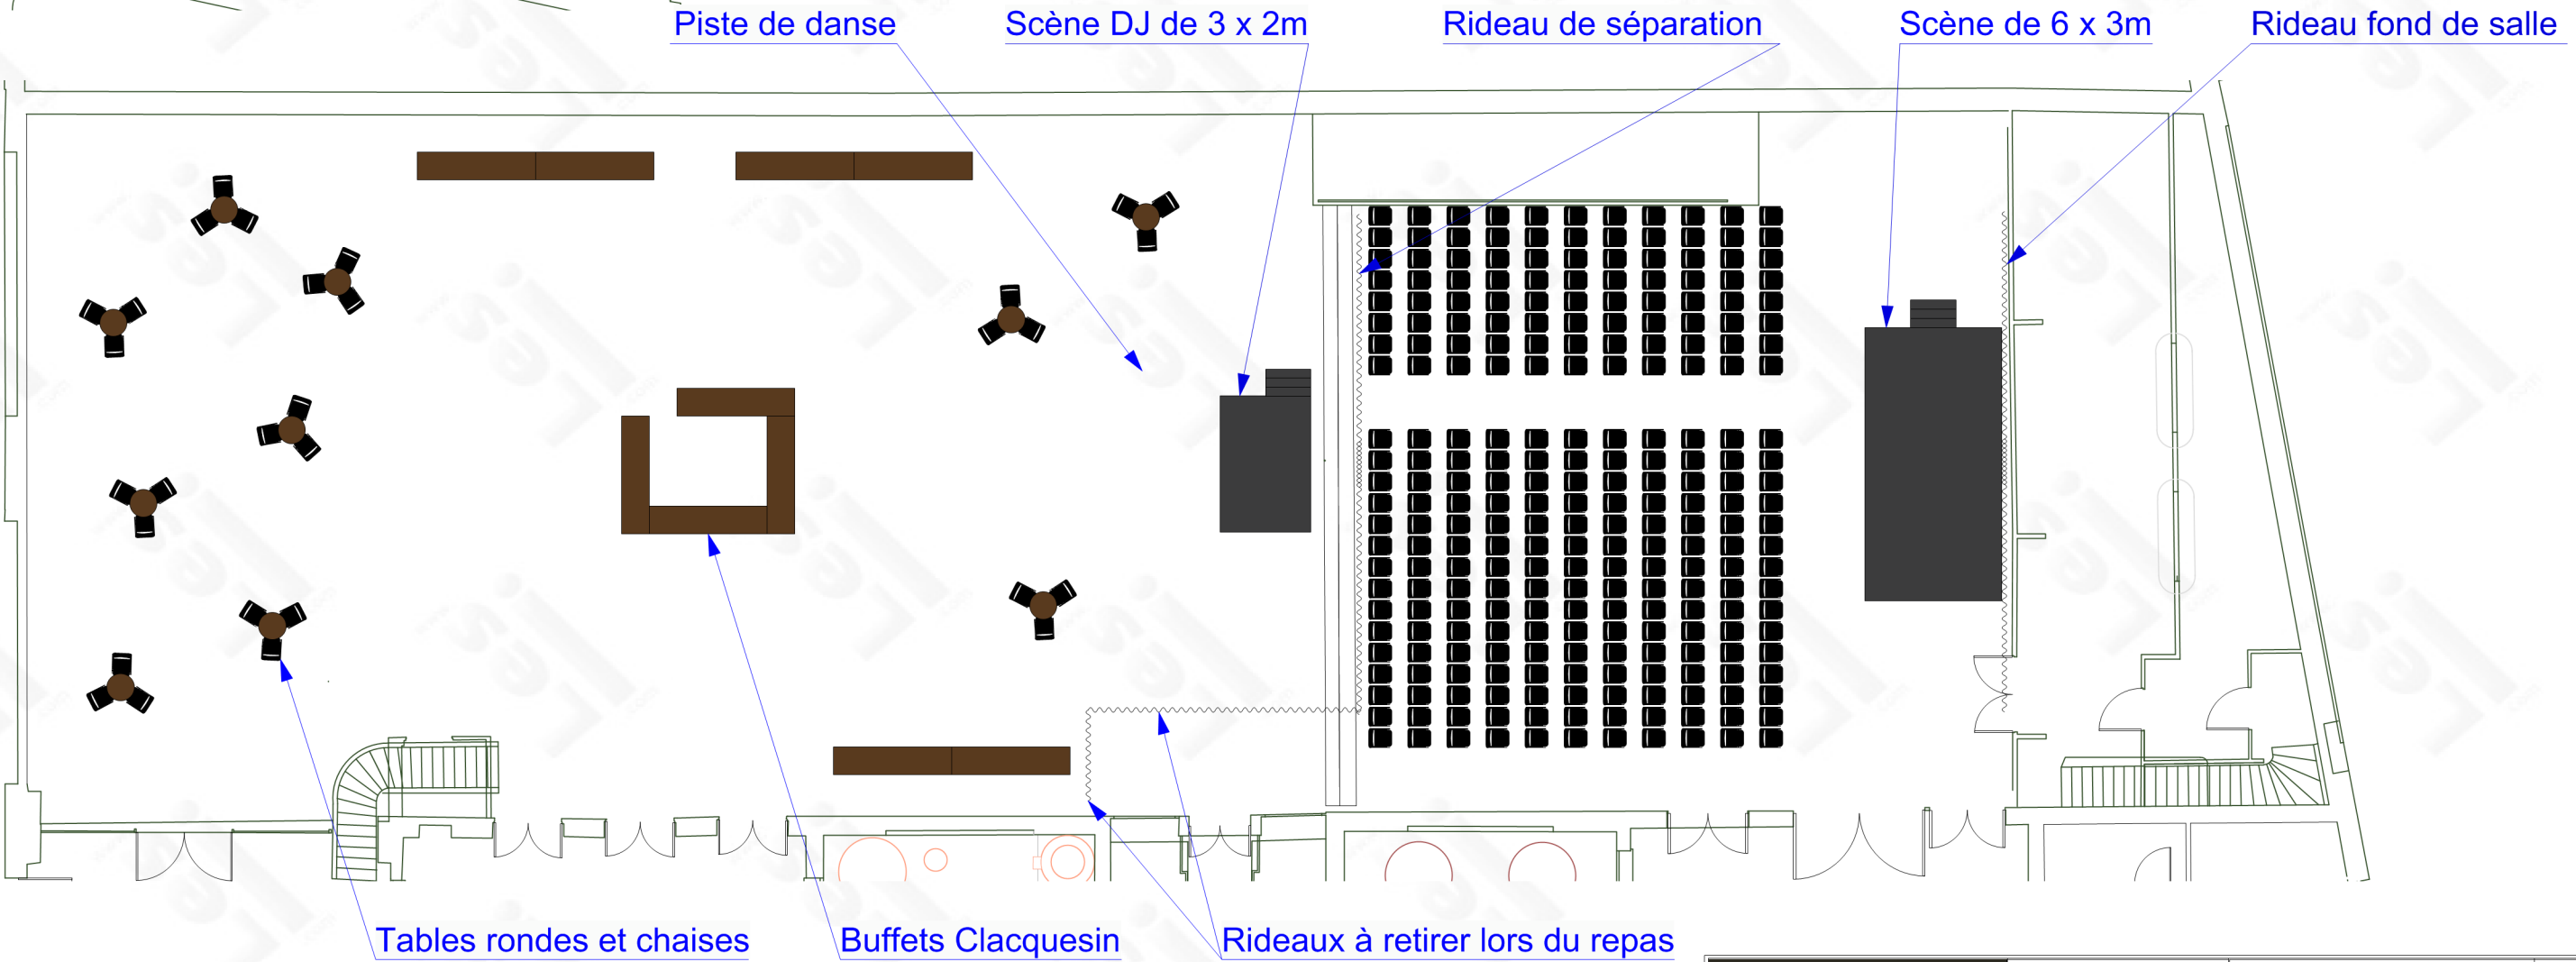 Piste de danse
Scène DJ de 3 x 2m
Rideau de séparation
Scène de 6 x 3m
Rideau fond de salle
Tables rondes et chaises
Buffets Clacquesin
Rideaux à retirer lors du repas